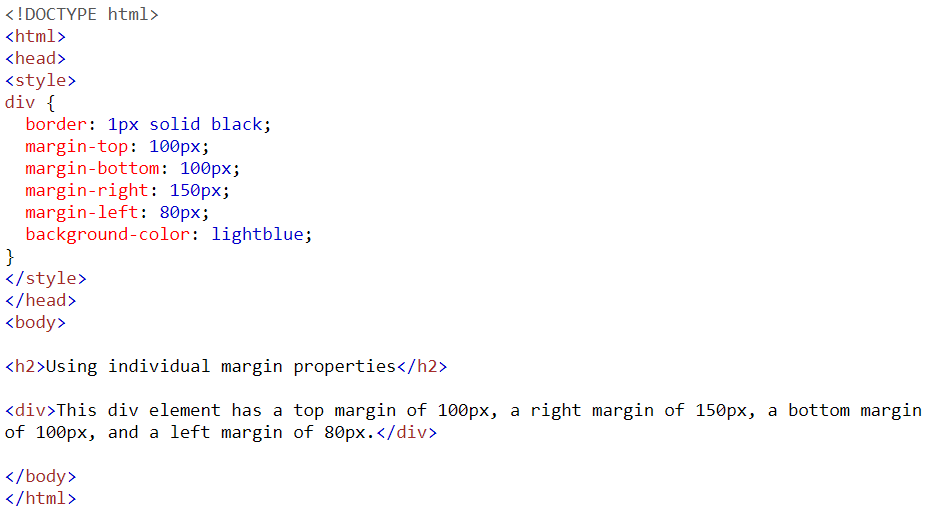 <!DOCTYPE html>
<html>
<head>
<style>
div {
  border: 1px solid black;
  margin-top: 100px;
  margin-bottom: 100px;
  margin-right: 150px;
  margin-left: 80px;
  background-color: lightblue;
}
</style>
</head>
<body>

<h2>Using individual margin properties</h2>

<div>This div element has a top margin of 100px, a right margin of 150px, a bottom margin
of 100px, and a left margin of 80px.</div>

</body>
</html>